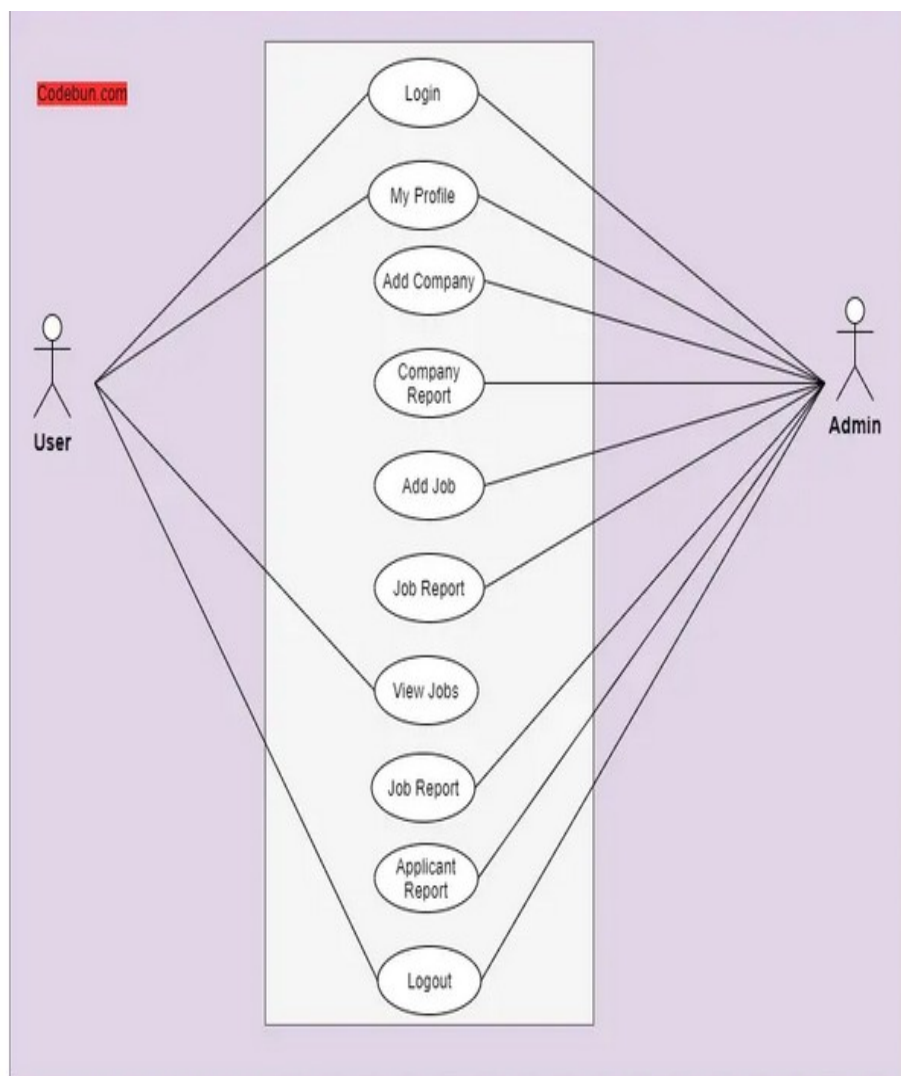 Codebun.com
Login
My Profile
Add Company
Company
Report
User
Admin
Add Job
Job Report
View Jobs
Job Report
Applicant
Report
Logout